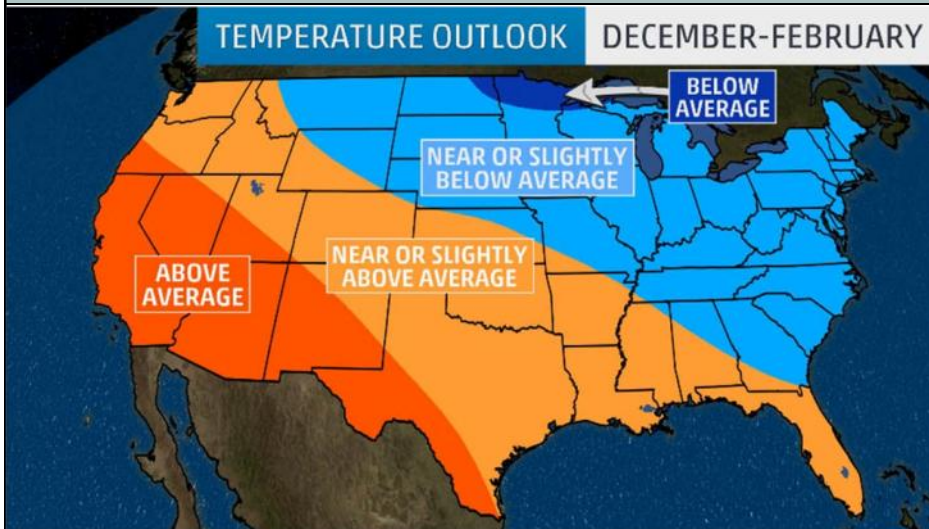 TEMPERATURE OUTLOOK
DECEMBER-FEBRUARY
BELOW
AVERAGE
NEAR OR SLIGHTLY
BELOW AVERAGE
NEAR OR SLIGHTLY
ABOVE AVERAGE
ABOVE
AVERAGE